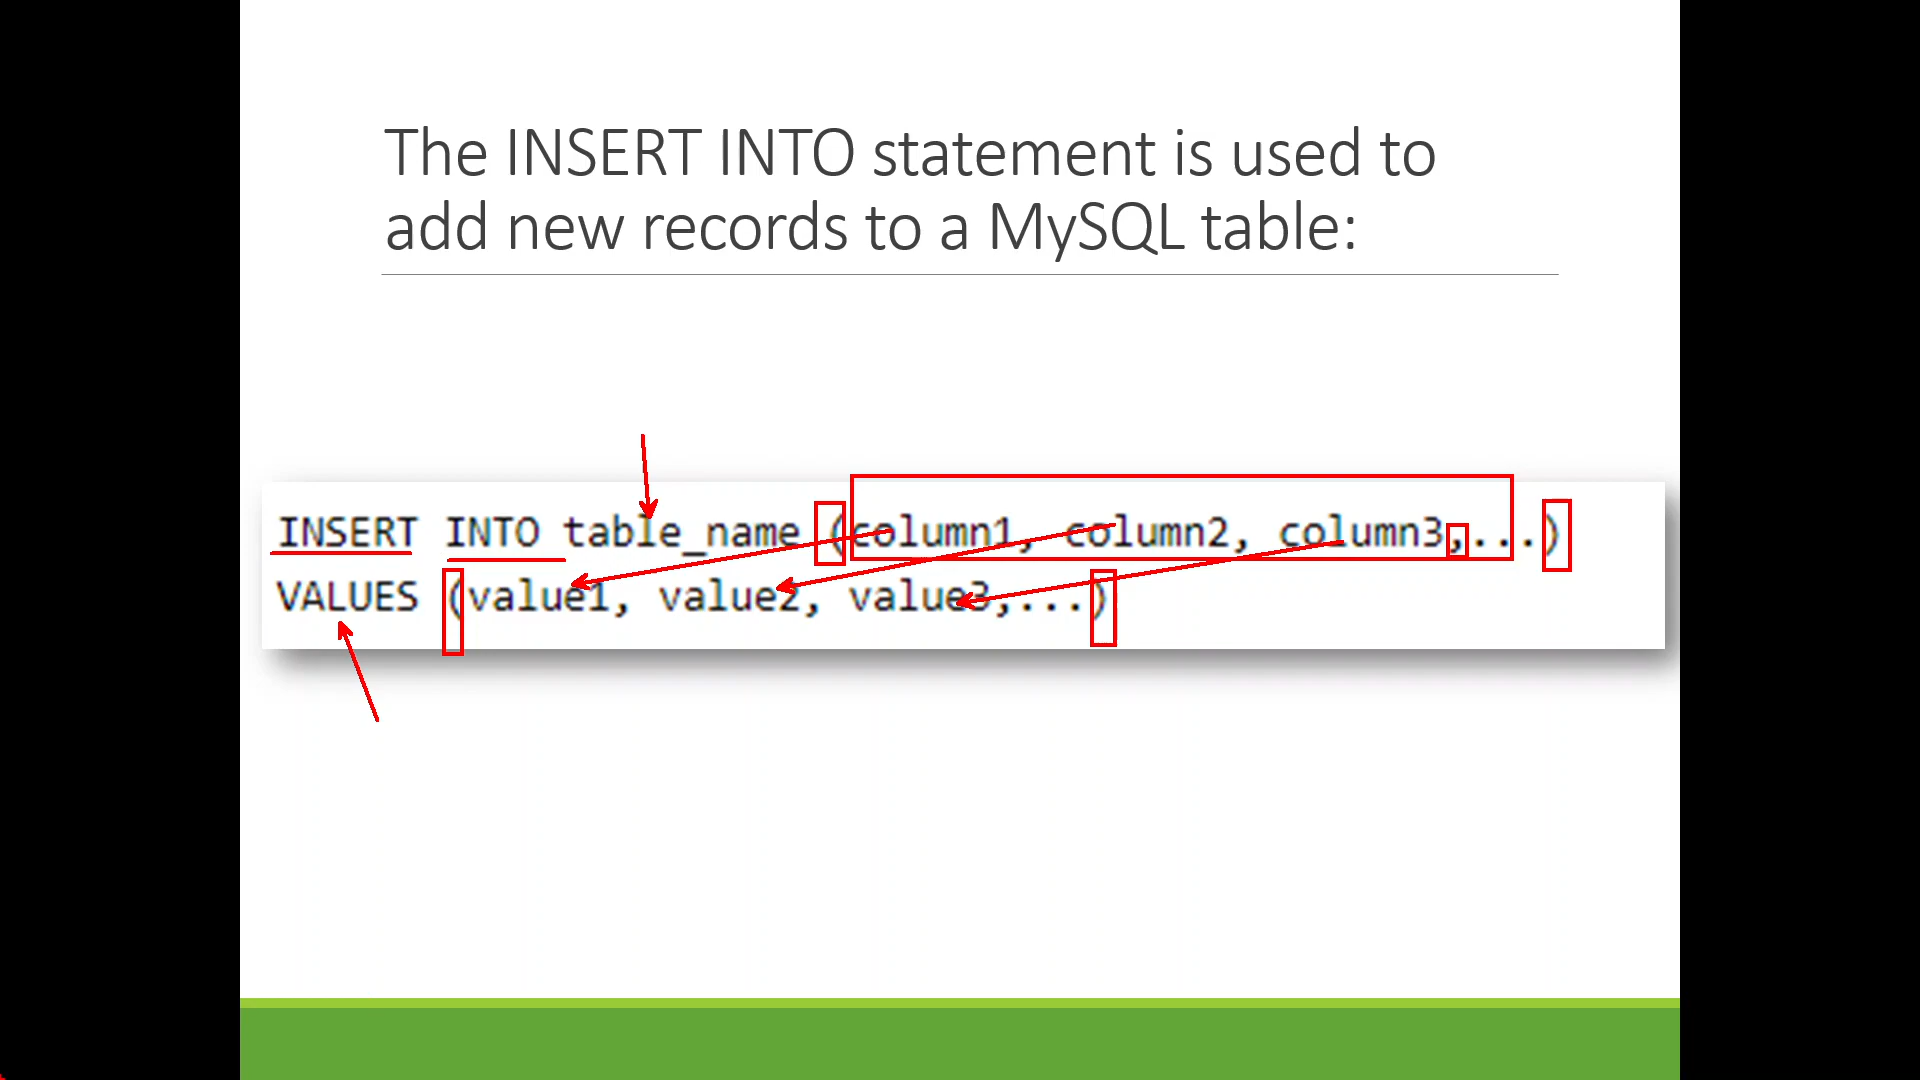 The INSERT INTO statement is used to
add new records to a MySQL table:
INSERT INTO table_name (column1, column2, column3,...)
VALUES (value1, value2, value3,...)